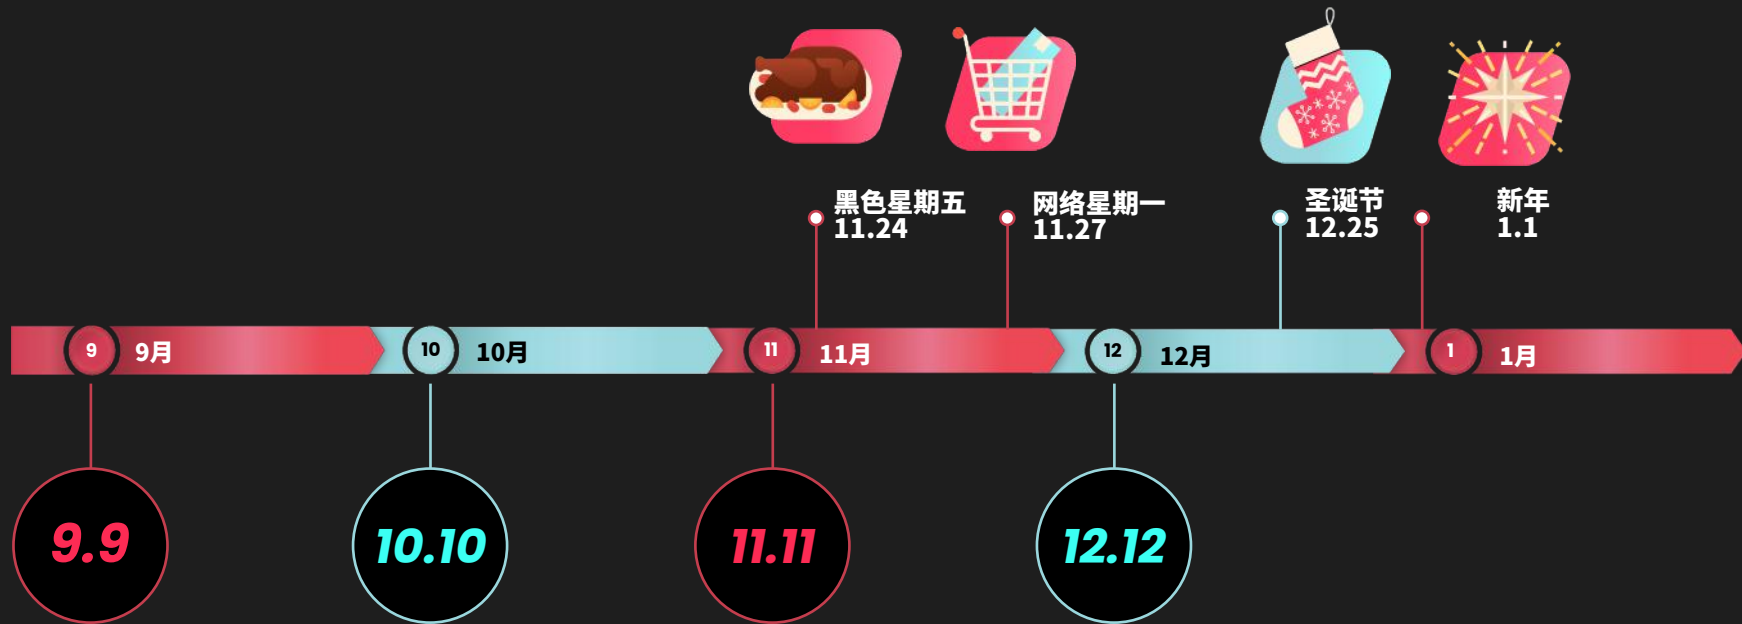 黑色星期五
11.24
网络星期一
11.27
圣诞节
12.25
新年
1.1
9 9月
10 10月
11 11月
12 12月
1 1月
9.9
10.10
11.11
12.12